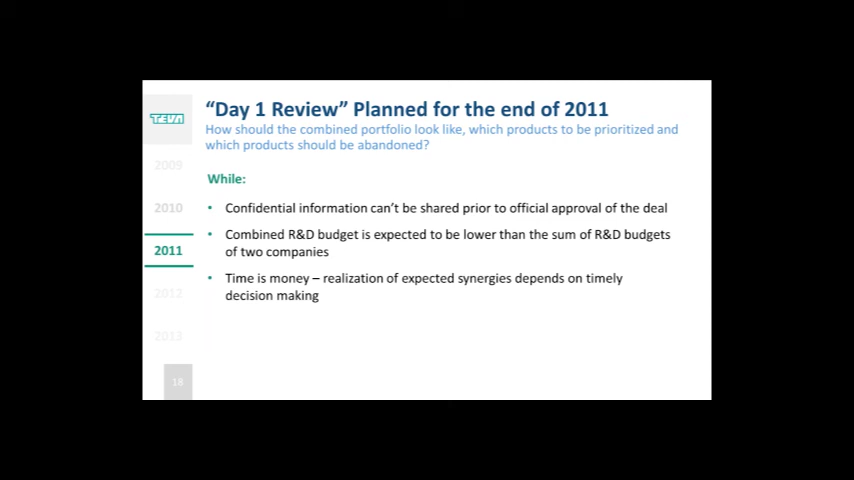 TEVA
"Day 1 Review" Planned for the end of 2011
How should the combined portfolio look like, which products to be prioritized and
which products should be abandoned?
2009
2010
2011
2012
2013
While:
• Confidential information can't be shared prior to official approval of the deal
• Combined R&D budget is expected to be lower than the sum of R&D budgets
of two companies
• Time is money – realization of expected synergies depends on timely
decision making
18